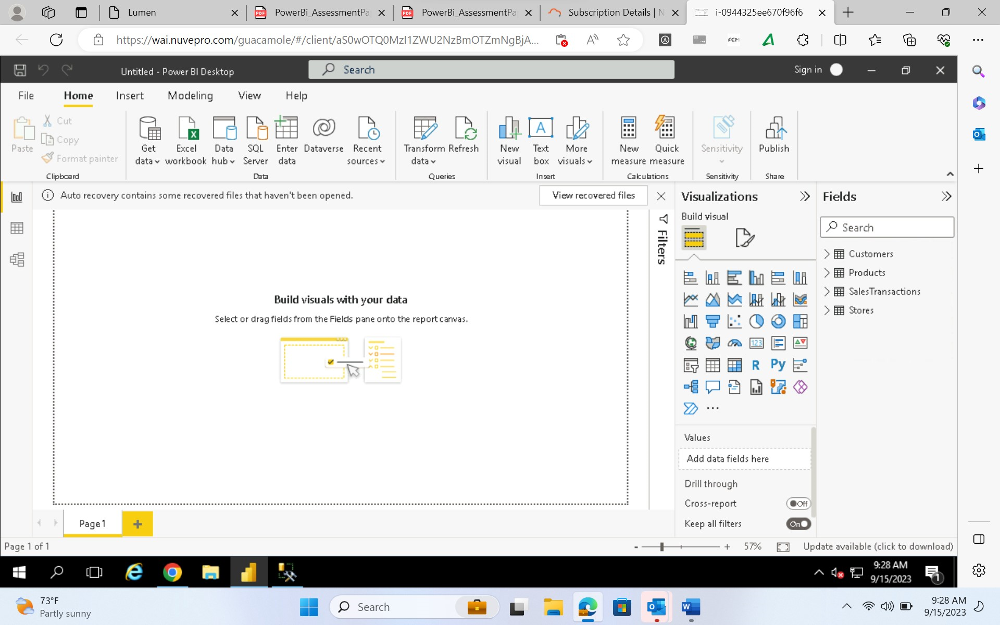 Lumen
PowerBi_AssessmentPa
PowerBi_AssessmentPa
Subscription Details | N
i-0944325ee670f96f6
https://wai.nuvepro.com/guacamole/#/client/aS0wOTQ0MzI1ZWU2NzBmOTZmNgBjA...
FCM
Untitled - Power BI Desktop
Search
Sign in
File
Home
Insert
Modeling
View
Help
Paste
Cut
Copy
Format painter
Clipboard
Get
data
Excel
workbook
Data
hub
SQL
Server
Enter
data
Dataverse
Recent
sources
Data
Transform
data
Refresh
Queries
New
visual
Text
box
More
visuals
Insert
New
measure
Quick
measure
Calculations
Sensitivity
Sensitivity
Publish
Share
Auto recovery contains some recovered files that haven't been opened.
View recovered files
Build visuals with your data
Select or drag fields from the Fields pane onto the report canvas.
Filters
Visualizations
Build visual
123
R
Py
Values
Add data fields here
Drill through
Cross-report
Off
Keep all filters
On
Fields
Search
Customers
Products
SalesTransactions
Stores
Page 1
Page 1 of 1
- + 57%
Update available (click to download)
9:28 AM
9/15/2023
1
73°F
Partly sunny
Search
9:28 AM
9/15/2023